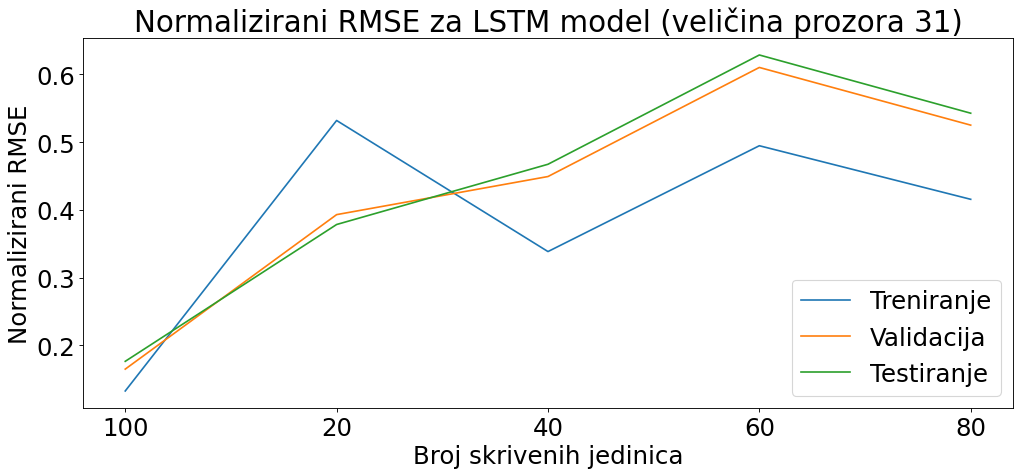 Normalizirani RMSE za LSTM model (veličina prozora 31)
Normalizirani RMSE
0.6
0.5
0.4
0.3
0.2
Treniranje
Validacija
Testiranje
100 20 40 60 80
Broj skrivenih jedinica